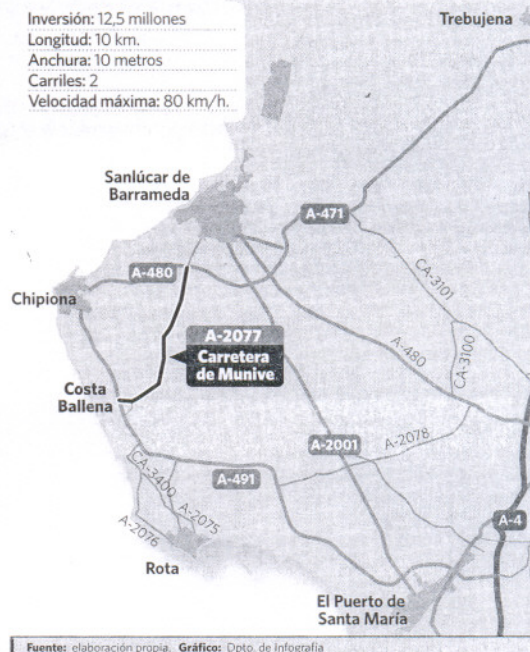 Inversión: 12,5 millones
Longitud: 10 km.
Anchura: 10 metros
Carriles: 2
Velocidad máxima: 80 km/h.
Trebujena
Sanlúcar de
Barrameda
A-471
A-480
CA-3101
Chipiona
A-2077
Carretera
de Munive
A-480
CA-3100
Costa
Ballena
A-2001
A-2078
CA-3400
A-491
A-2075
A-2076
A-4
Rota
El Puerto de
Santa María
Fuente: elaboración propia. Gráfico: Dpto. de Infografía